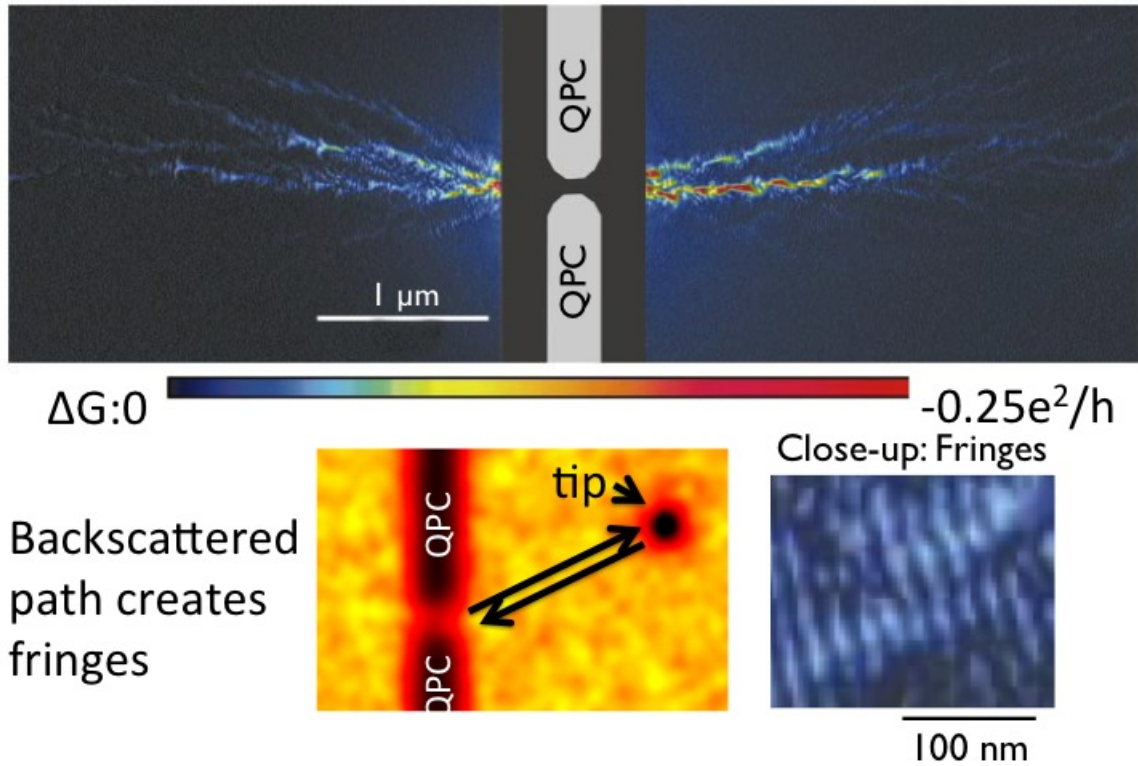 QPC
QPC
1 μm
ΔG:0
-0.25e²/h
Close-up: Fringes
tip
QPC
QPC
Backscattered
path creates
fringes
100 nm